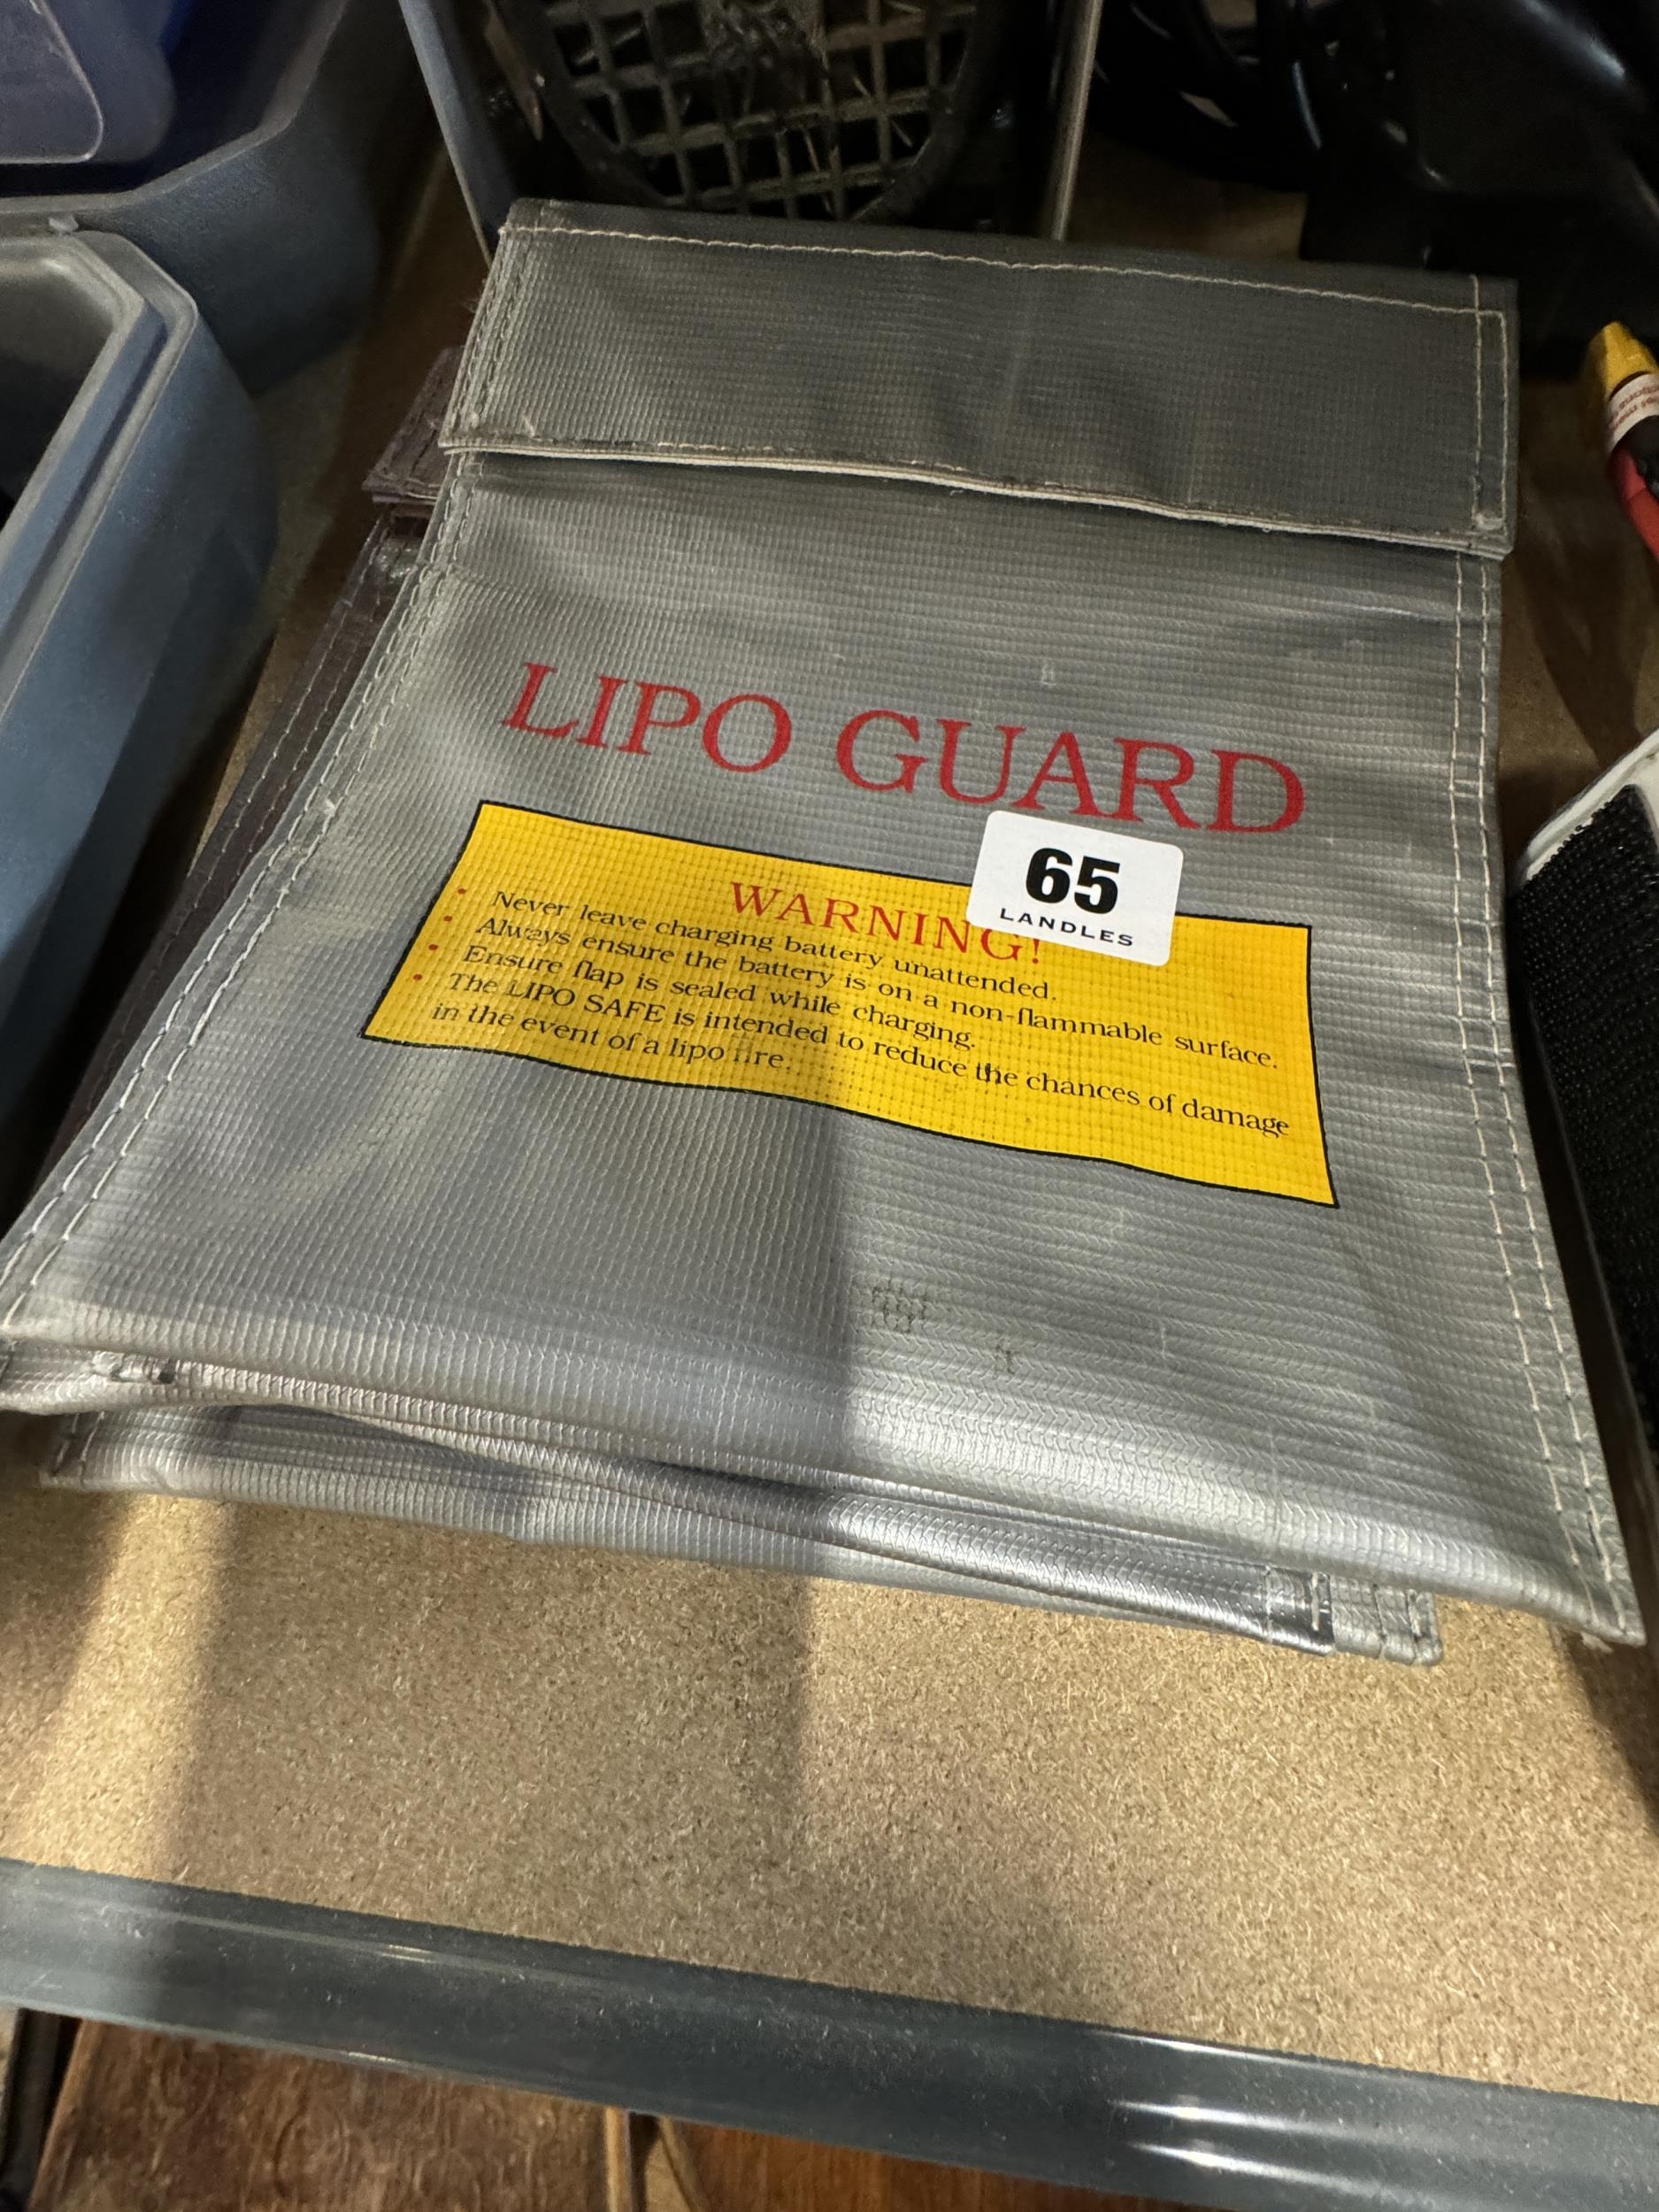 LIPO GUARD
65
LANDLES
WARNING!
• Never leave charging battery unattended.
• Always ensure the battery is on a non-flammable surface.
• Ensure flap is sealed while charging.
• The LIPO SAFE is intended to reduce the chances of damage
in the event of a lipo fire.